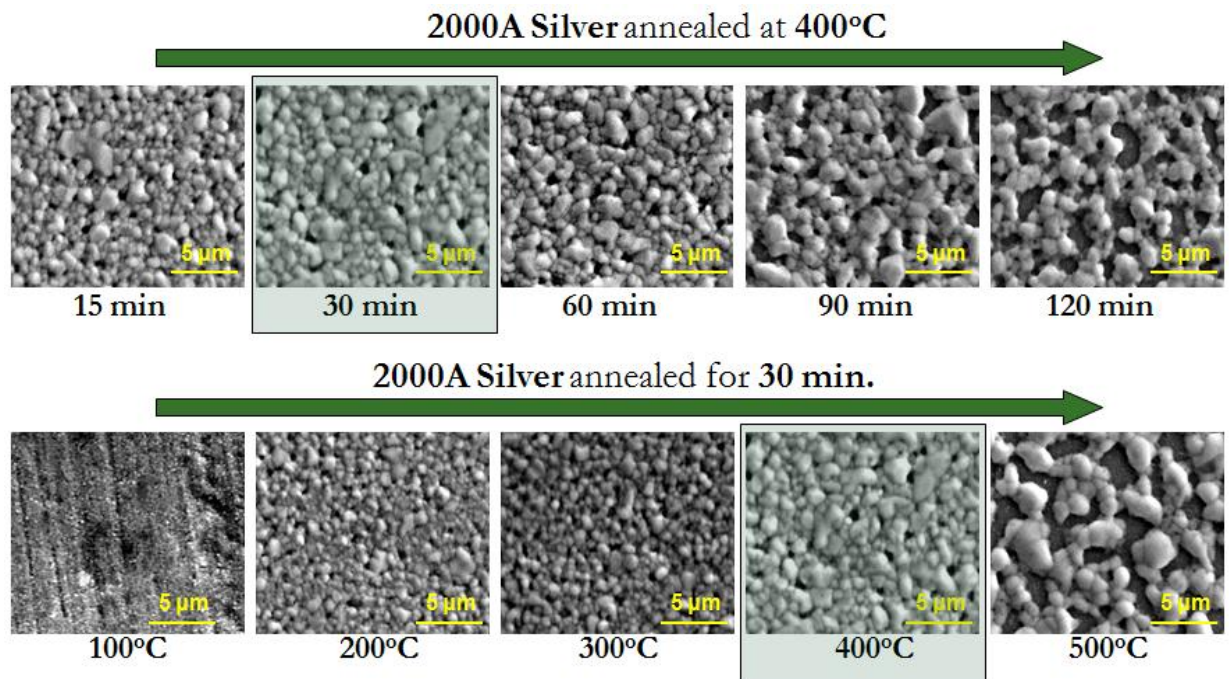 2000A Silver annealed at 400°C
5 µm 5 µm 5 µm 5 µm 5 µm
15 min 30 min 60 min 90 min 120 min
2000A Silver annealed for 30 min.
5 µm 5 µm 5 µm 5 µm 5 µm
100°C 200°C 300°C 400°C 500°C